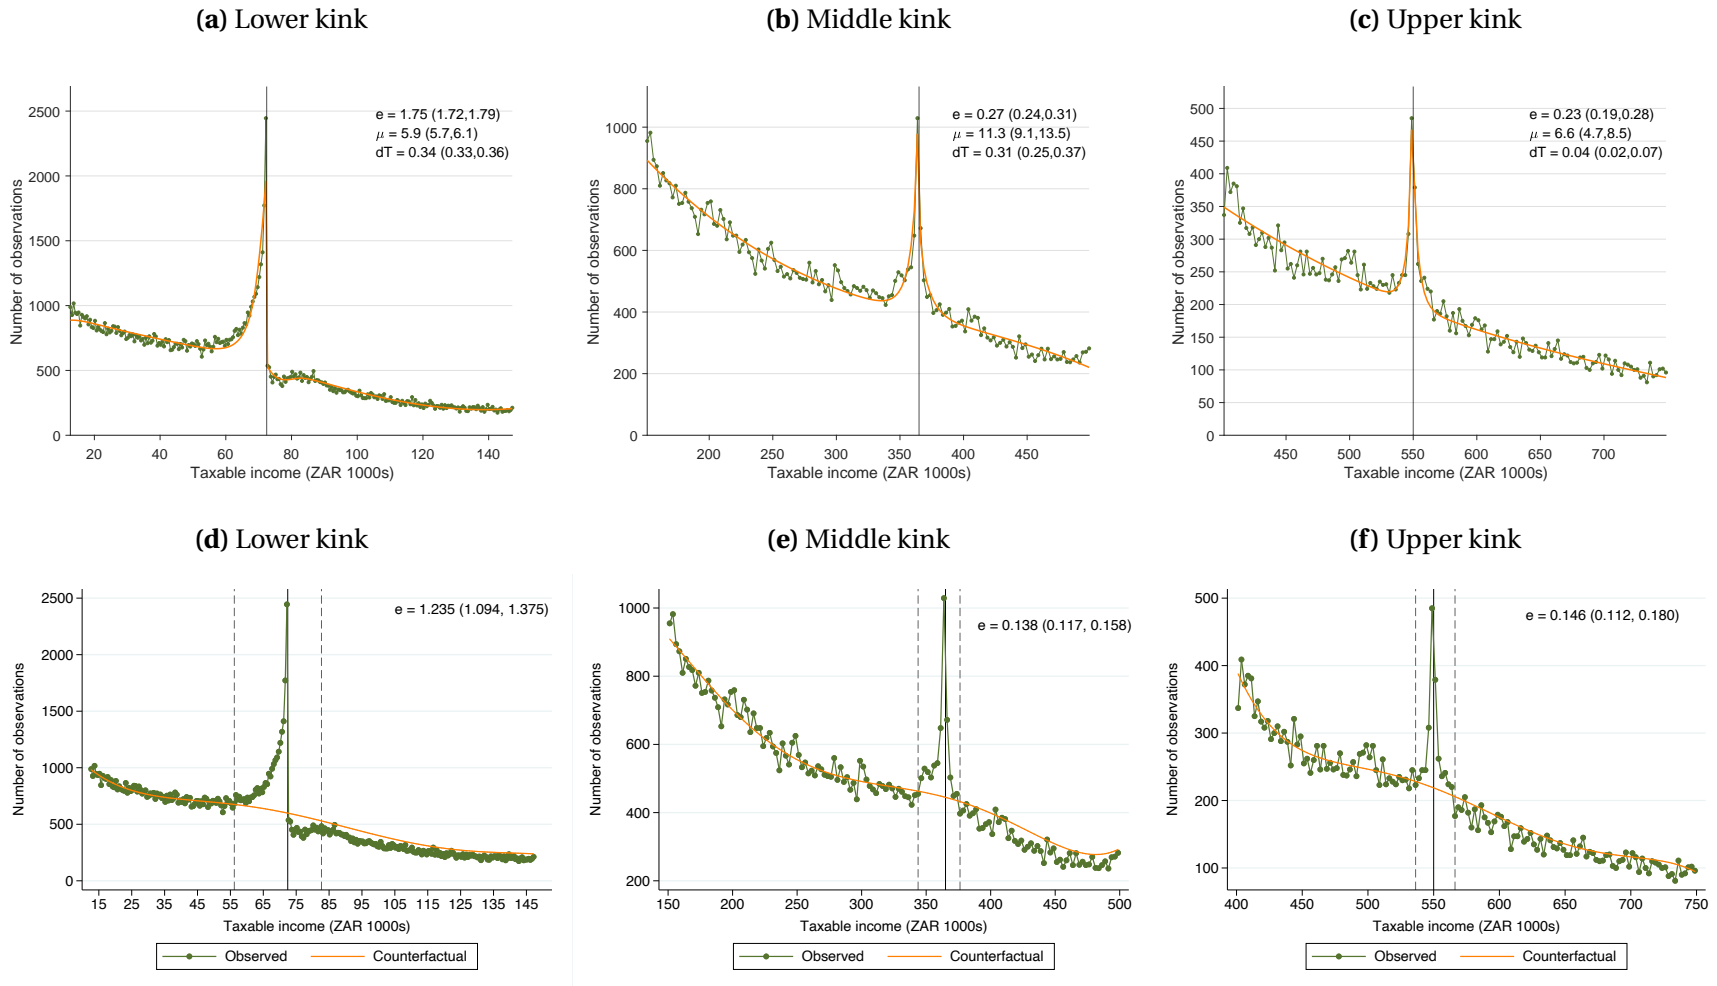 (a) Lower kink
e = 1.75 (1.72,1.79)
μ = 5.9 (5.7,6.1)
dT = 0.34 (0.33,0.36)
Number of observations
2500
2000
1500
1000
500
0
20 40 60 80 100 120 140
Taxable income (ZAR 1000s)
(b) Middle kink
e = 0.27 (0.24,0.31)
μ = 11.3 (9.1,13.5)
dT = 0.31 (0.25,0.37)
Number of observations
1000
800
600
400
200
0
200 250 300 350 400 450
Taxable income (ZAR 1000s)
(c) Upper kink
e = 0.23 (0.19,0.28)
μ = 6.6 (4.7,8.5)
dT = 0.04 (0.02,0.07)
Number of observations
500
450
400
350
300
250
200
150
100
50
0
450 500 550 600 650 700
Taxable income (ZAR 1000s)
(d) Lower kink
e = 1.235 (1.094, 1.375)
Number of observations
2500
2000
1500
1000
500
0
15 25 35 45 55 65 75 85 95 105 115 125 135 145
Taxable income (ZAR 1000s)
Observed Counterfactual
(e) Middle kink
e = 0.138 (0.117, 0.158)
Number of observations
1000
800
600
400
200
150 200 250 300 350 400 450 500
Taxable income (ZAR 1000s)
Observed Counterfactual
(f) Upper kink
e = 0.146 (0.112, 0.180)
Number of observations
500
400
300
200
100
400 450 500 550 600 650 700 750
Taxable income (ZAR 1000s)
Observed Counterfactual